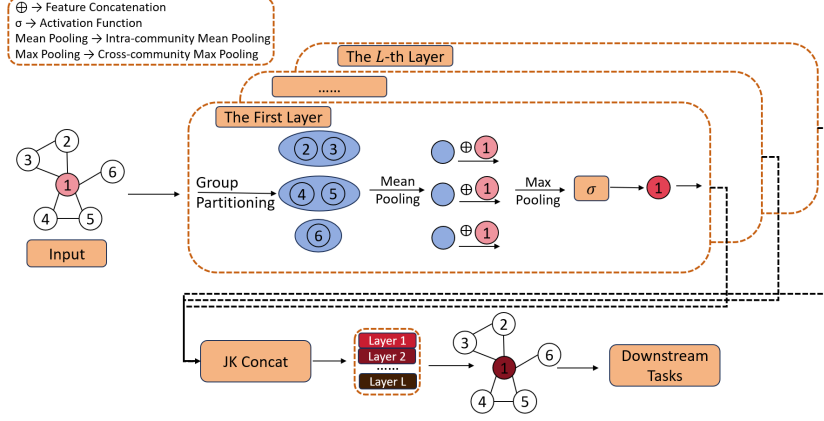 ⊕ → Feature Concatenation
σ → Activation Function
Mean Pooling → Intra-community Mean Pooling
Max Pooling → Cross-community Max Pooling
The L-th Layer
......
The First Layer
2
3
1
6
4
5
Input
Group
Partitioning
2 3
4 5
6
Mean
Pooling
⊕ 1
⊕ 1
⊕ 1
Max
Pooling
σ
1
JK Concat
Layer 1
Layer 2
......
Layer L
2
3
1
6
4
5
Downstream
Tasks